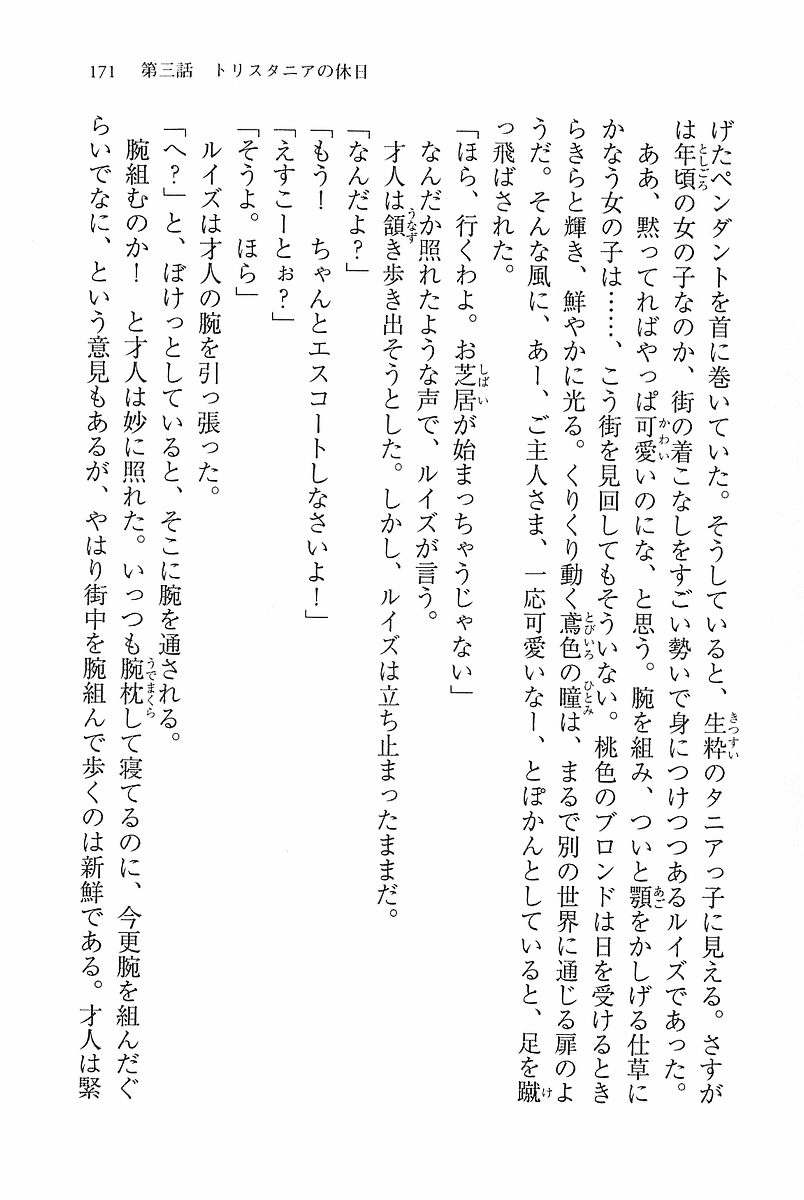 171　第三話　トリスタニアの休日
げたペンダントを首に巻いていた。そうしていると、生粋のタニアっ子に見える。さすが
は年頃の女の子なのか、街の着こなしをすごい勢いで身につけつつあるルイズであった。
　ああ、黙ってればやっぱ可愛いのにな、と思う。腕を組み、ついと顎をかしげる仕草に
かなう女の子は……、こう街を見回してもそういない。桃色のブロンドは日を受けるとき
らきらと輝き、鮮やかに光る。くりくり動く鳶色の瞳は、まるで別の世界に通じる扉のよ
うだ。そんな風に、あー、ご主人さま、一応可愛いなー、とぽかんとしていると、足を蹴
っ飛ばされた。
「ほら、行くわよ。お芝居が始まっちゃうじゃない」
　なんだか照れたような声で、ルイズが言う。
　才人は頷き歩き出そうとした。しかし、ルイズは立ち止まったままだ。
「なんだよ？」
「もう！　ちゃんとエスコートしなさいよ！」
「えすこーとぉ？」
「そうよ。ほら」
　ルイズは才人の腕を引っ張った。
「へ？」と、ぼけっとしていると、そこに腕を通される。
　腕組むのか！　と才人は妙に照れた。いっつも腕枕して寝てるのに、今更腕を組んだぐ
らいでなに、という意見もあるが、やはり街中を腕組んで歩くのは新鮮である。才人は緊